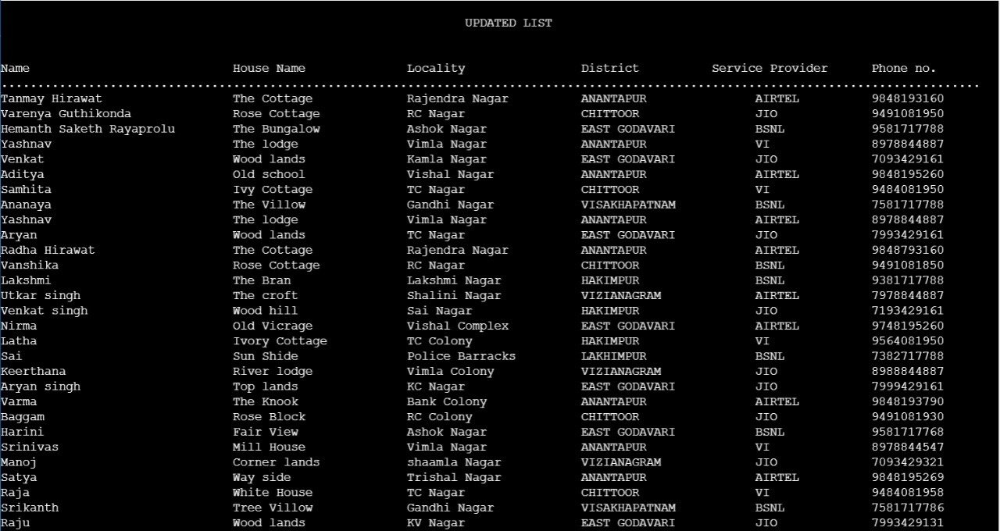 UPDATED LIST
Name House Name Locality District Service Provider Phone no.
Tanmay Hirawat The Cottage Rajendra Nagar ANANTAPUR AIRTEL 9848193160
Varenya Guthikonda Rose Cottage RC Nagar CHITTOOR JIO 9491081950
Hemanth Saketh Rayaprolu The Bungalow Ashok Nagar EAST GODAVARI BSNL 9581717788
Yashnav The lodge Vimla Nagar ANANTAPUR VI 8978844887
Venkat Wood lands Kamla Nagar EAST GODAVARI JIO 7093429161
Aditya Old school Vishal Nagar ANANTAPUR AIRTEL 9848195260
Samhita Ivy Cottage TC Nagar CHITTOOR VI 9484081950
Ananaya The Villow Gandhi Nagar VISAKHAPATNAM BSNL 7581717788
Yashnav The lodge Vimla Nagar ANANTAPUR AIRTEL 8978844887
Aryan Wood lands TC Nagar EAST GODAVARI JIO 7993429161
Radha Hirawat The Cottage Rajendra Nagar ANANTAPUR AIRTEL 9848793160
Vanshika Rose Cottage RC Nagar CHITTOOR BSNL 9491081850
Lakshmi The Bran Lakshmi Nagar HAKIMPUR BSNL 9381717788
Utkar singh The croft Shalini Nagar VIZIANAGRAM AIRTEL 7978844887
Venkat singh Wood hill Sai Nagar HAKIMPUR JIO 7193429161
Nirma Old Vicrage Vishal Complex EAST GODAVARI AIRTEL 9748195260
Latha Ivory Cottage TC Colony HAKIMPUR VI 9564081950
Sai Sun Shide Police Barracks LAKHIMPUR BSNL 7382717788
Keerthana River lodge Vimla Colony VIZIANAGRAM JIO 8988844887
Aryan singh Top lands KC Nagar EAST GODAVARI JIO 7999429161
Varma The Knook Bank Colony ANANTAPUR AIRTEL 9848193790
Baggam Rose Block RC Colony CHITTOOR JIO 9491081930
Harini Fair View Ashok Nagar EAST GODAVARI BSNL 9581717768
Srinivas Mill House Vimla Nagar ANANTAPUR VI 8978844547
Manoj Corner lands shaamla Nagar VIZIANAGRAM JIO 7093429321
Satya Way side Trishal Nagar ANANTAPUR AIRTEL 9848195269
Raja White House TC Nagar CHITTOOR VI 9484081958
Srikanth Tree Villow Gandhi Nagar VISAKHAPATNAM BSNL 7581717786
Raju Wood lands KV Nagar EAST GODAVARI JIO 7993429131